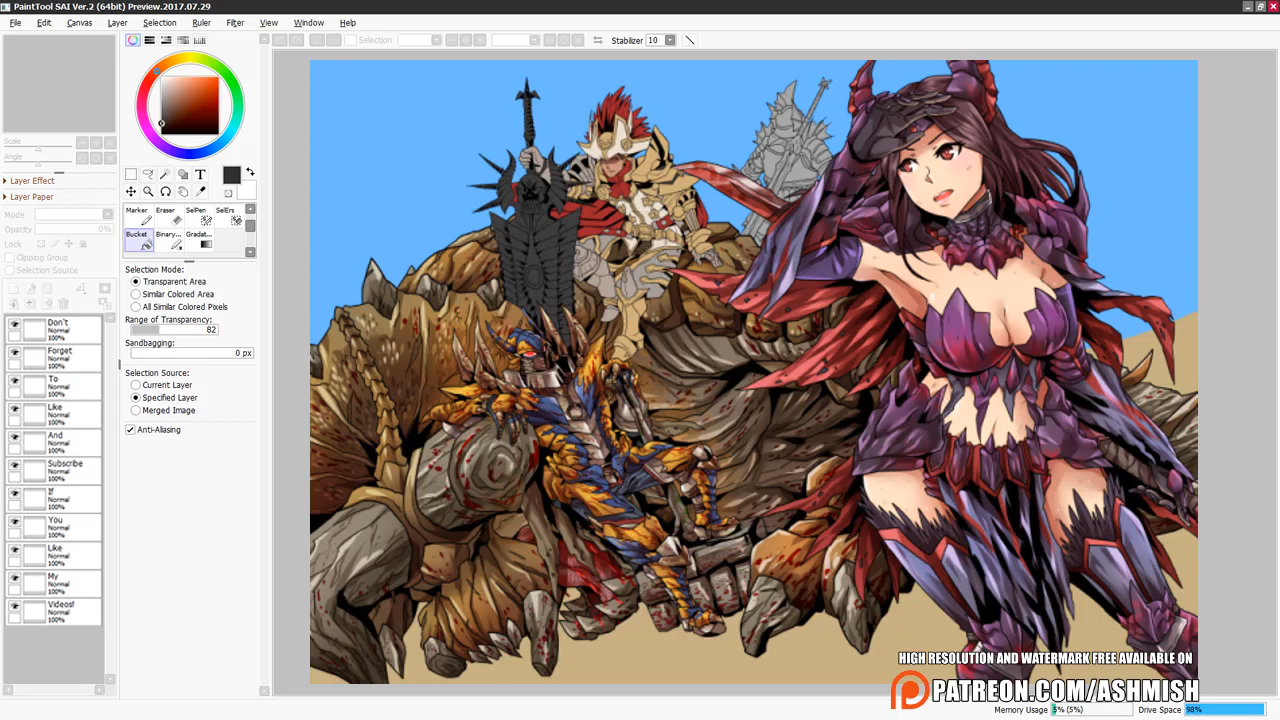 PaintTool SAI Ver.2 (64bit) Preview.2017.07.29
File Edit Canvas Layer Selection Ruler Filter View Window Help
Selection
Stabilizer 10
Scale
Angle
Layer Effect
Layer Paper
Mode
Opacity 0%
Lock
Clipping Group
Selection Source
T
Marker Eraser SelPen SelErs
Bucket Binary... Gradat...
Selection Mode:
Transparent Area
Similar Colored Area
All Similar Colored Pixels
Range of Transparency:
82
Sandbagging:
0 px
Selection Source:
Current Layer
Specified Layer
Merged Image
Anti-Aliasing
Don't
Normal
100%
Forget
Normal
100%
To
Normal
100%
Like
Normal
100%
And
Normal
100%
Subscribe
Normal
100%
If
Normal
100%
You
Normal
100%
Like
Normal
100%
My
Normal
100%
Videos!
Normal
100%
HIGH RESOLUTION AND WATERMARK FREE AVAILABLE ON
PATREON.COM/ASHMISH
Memory Usage 5% (5%) Drive Space 98%